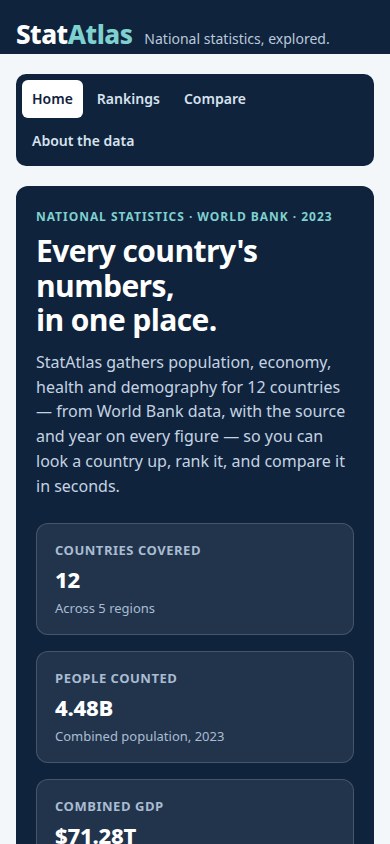 StatAtlas National statistics, explored.
Home Rankings Compare
About the data
NATIONAL STATISTICS · WORLD BANK · 2023
Every country's
numbers,
in one place.
StatAtlas gathers population, economy,
health and demography for 12 countries
— from World Bank data, with the source
and year on every figure — so you can
look a country up, rank it, and compare it
in seconds.
COUNTRIES COVERED
12
Across 5 regions
PEOPLE COUNTED
4.48B
Combined population, 2023
COMBINED GDP
$71.28T